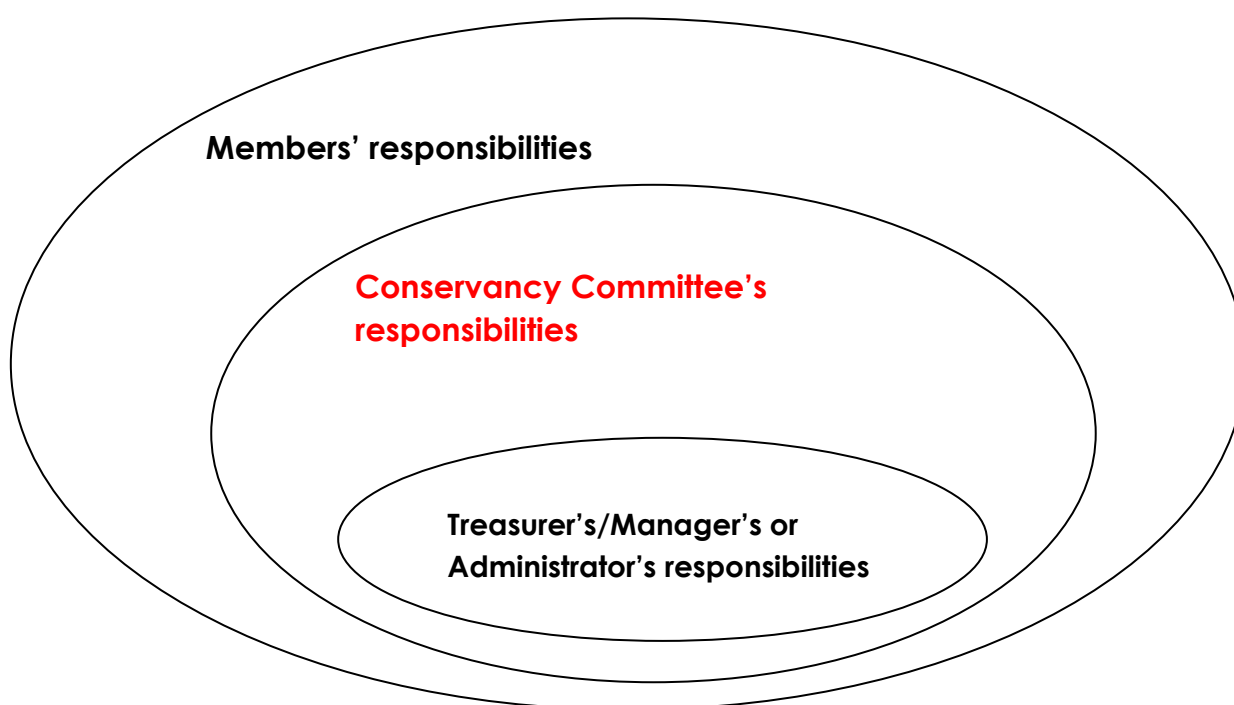 Members’ responsibilities
Conservancy Committee’s
responsibilities
Treasurer’s/Manager’s or
Administrator’s responsibilities